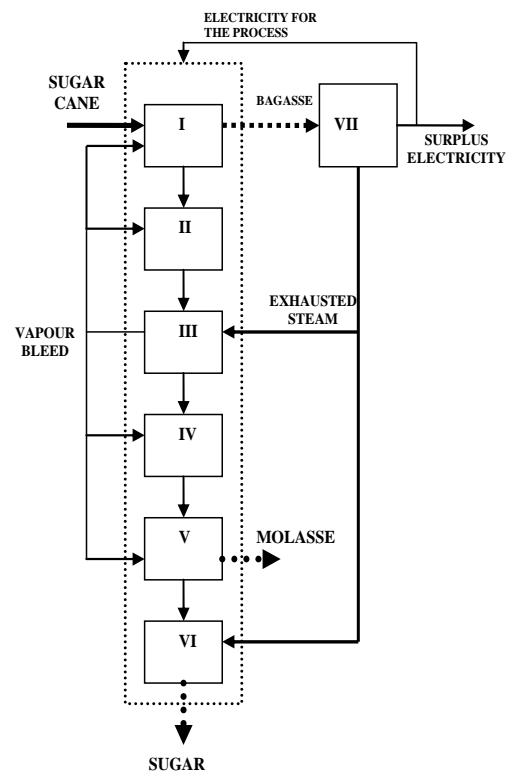 ELECTRICITY FOR
THE PROCESS
SUGAR
CANE
I
BAGASSE
VII
SURPLUS
ELECTRICITY
II
EXHAUSTED
STEAM
VAPOUR
BLEED
III
IV
V
MOLASSE
VI
SUGAR